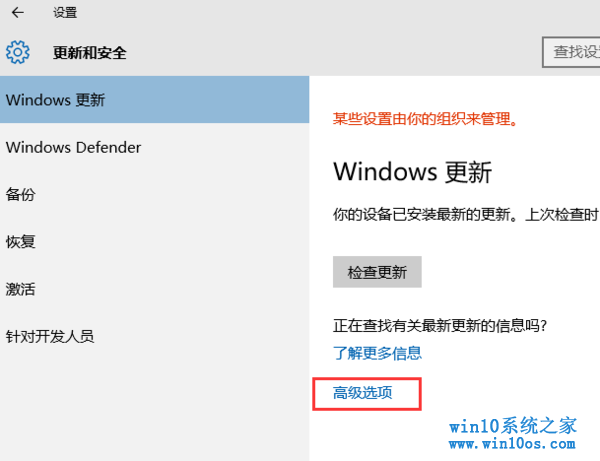 设置
更新和安全
查找设
Windows 更新
Windows Defender
备份
恢复
激活
针对开发人员
某些设置由你的组织来管理。
Windows 更新
你的设备已安装最新的更新。上次检查时
检查更新
正在查找有关最新更新的信息吗?
了解更多信息
高级选项
win10系统之家
www.win10os.com